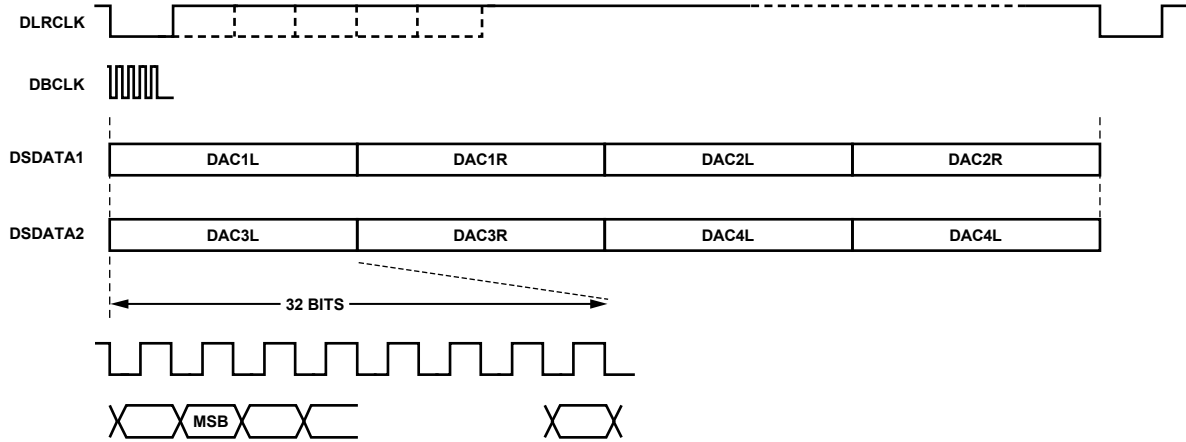 DLRCLK
DBCLK
DSDATA1 DAC1L DAC1R DAC2L DAC2R
DSDATA2 DAC3L DAC3R DAC4L DAC4L
32 BITS
MSB